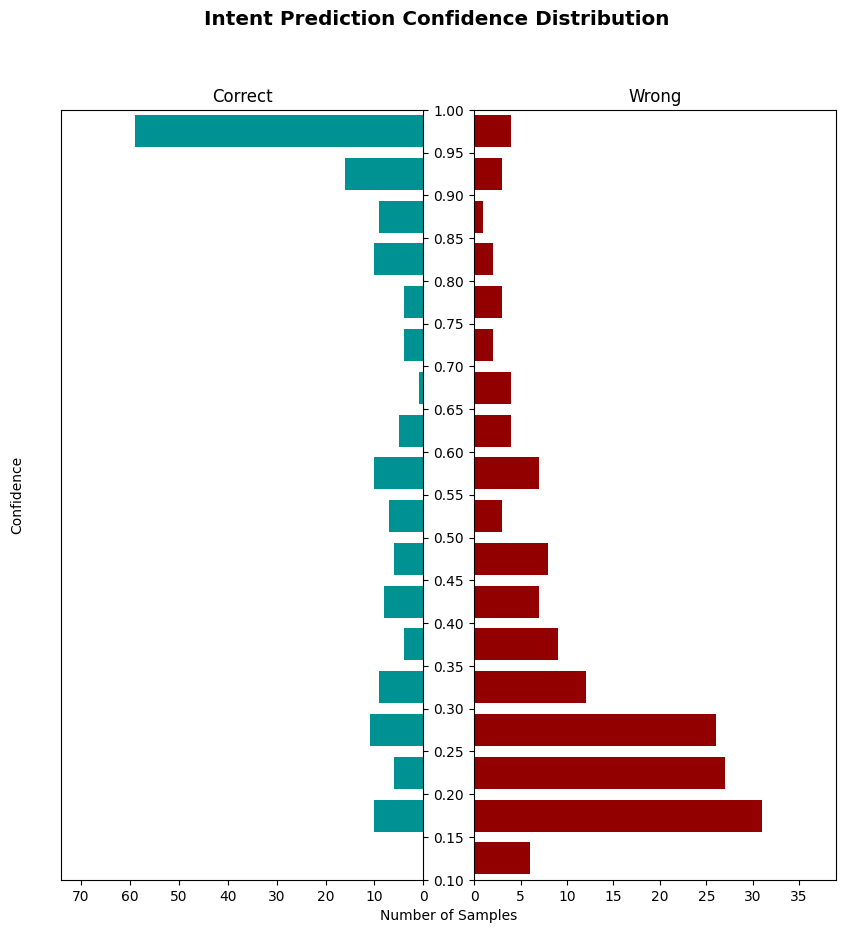 Intent Prediction Confidence Distribution
Correct
Wrong
1.00
0.95
0.90
0.85
0.80
0.75
0.70
0.65
0.60
0.55
0.50
0.45
0.40
0.35
0.30
0.25
0.20
0.15
0.10
Confidence
70 60 50 40 30 20 10 0
0 5 10 15 20 25 30 35
Number of Samples